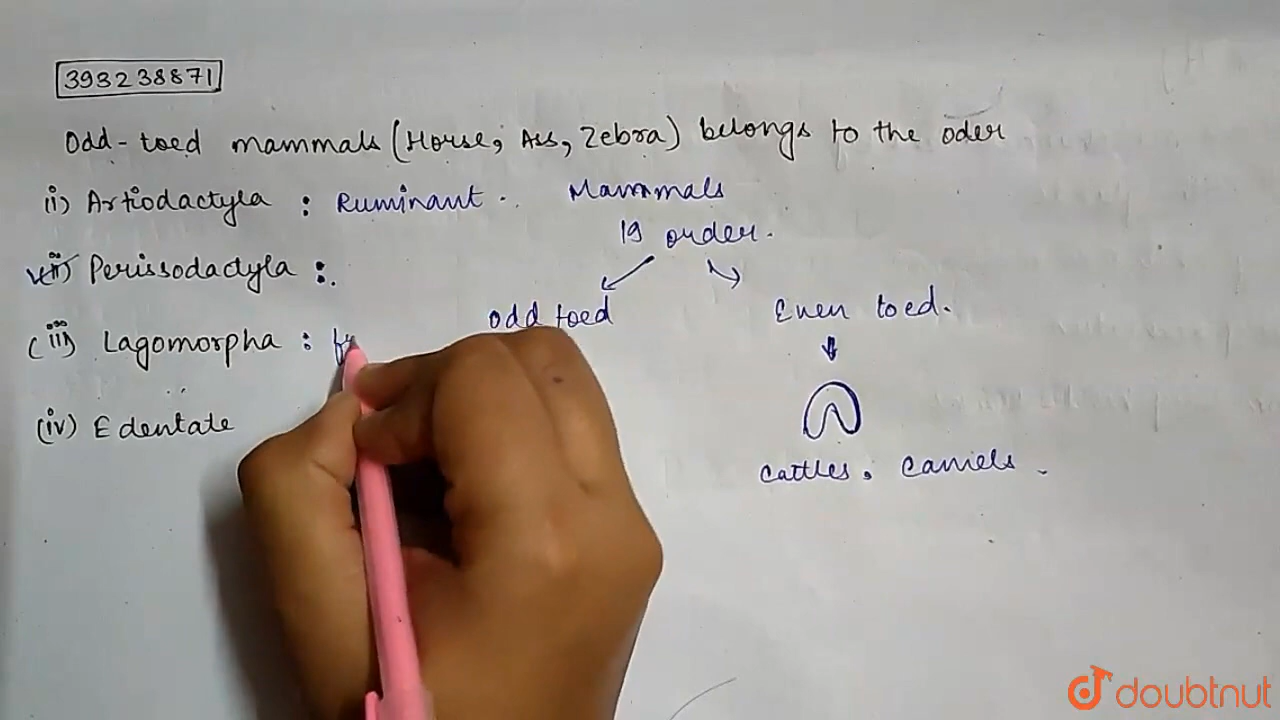 393238871
Odd-toed mammals (Horse, Ass, Zebra) belongs to the oder
(i) Artiodactyla : Ruminant.
(ii) Perissodactyla :
(iii) Lagomorpha :
(iv) Edentate
Mammals
19 order.
Odd toed
Even toed.
Cattles, Camels.
doubtnut